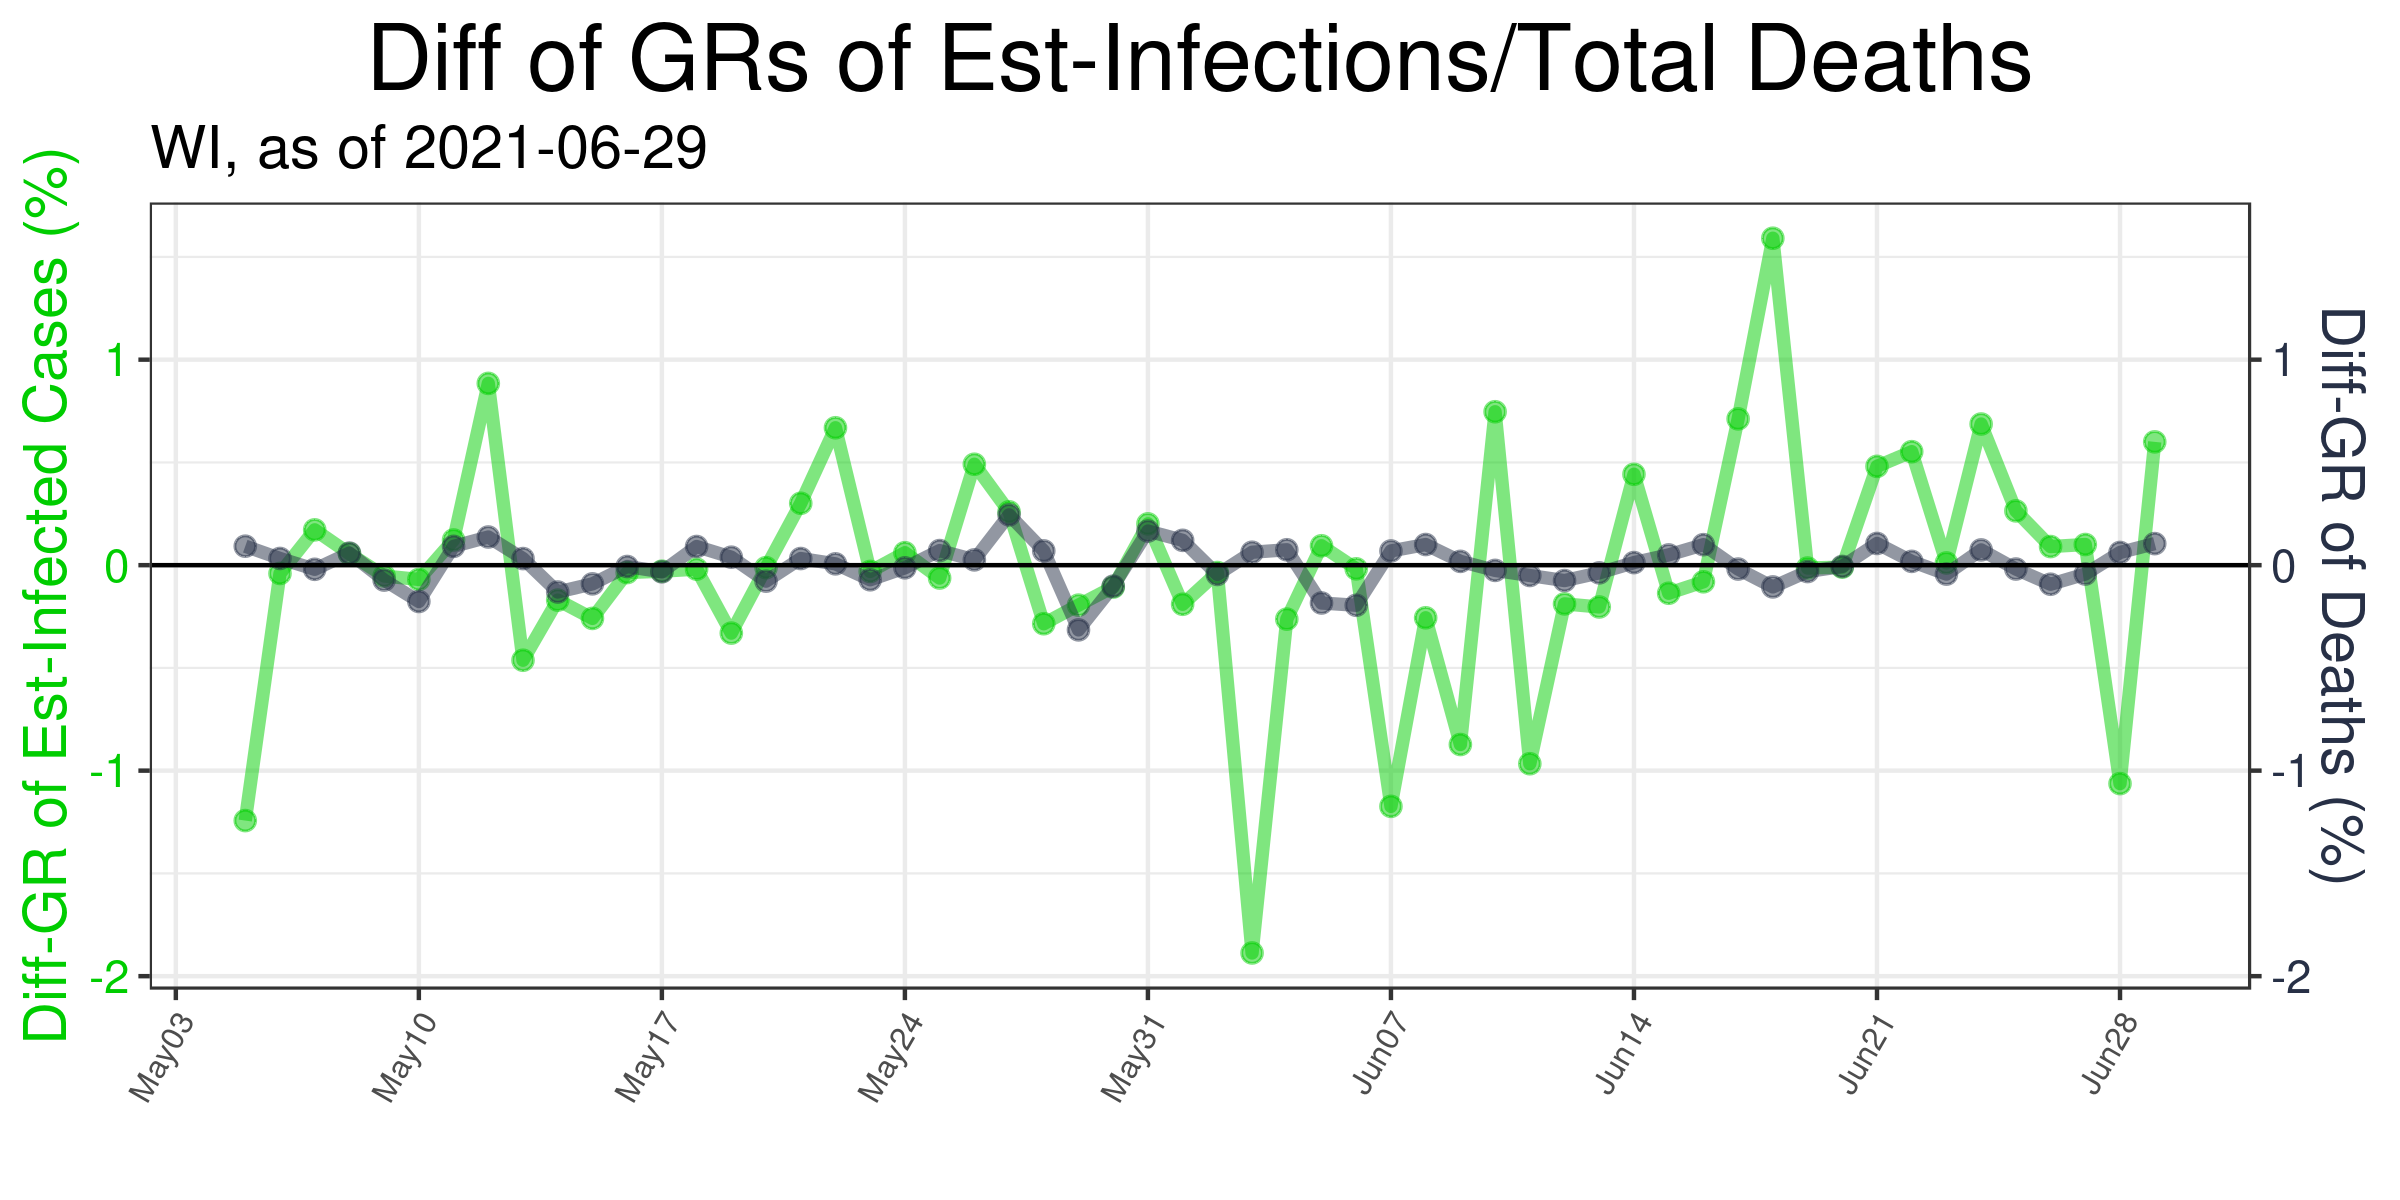 Diff of GRs of Est-Infections/Total Deaths
WI, as of 2021-06-29
Diff-GR of Est-Infected Cases (%)
1
0
-1
-2
1
0
-1
-2
Diff-GR of Deaths (%)
May03
May10
May17
May24
May31
Jun07
Jun14
Jun21
Jun28